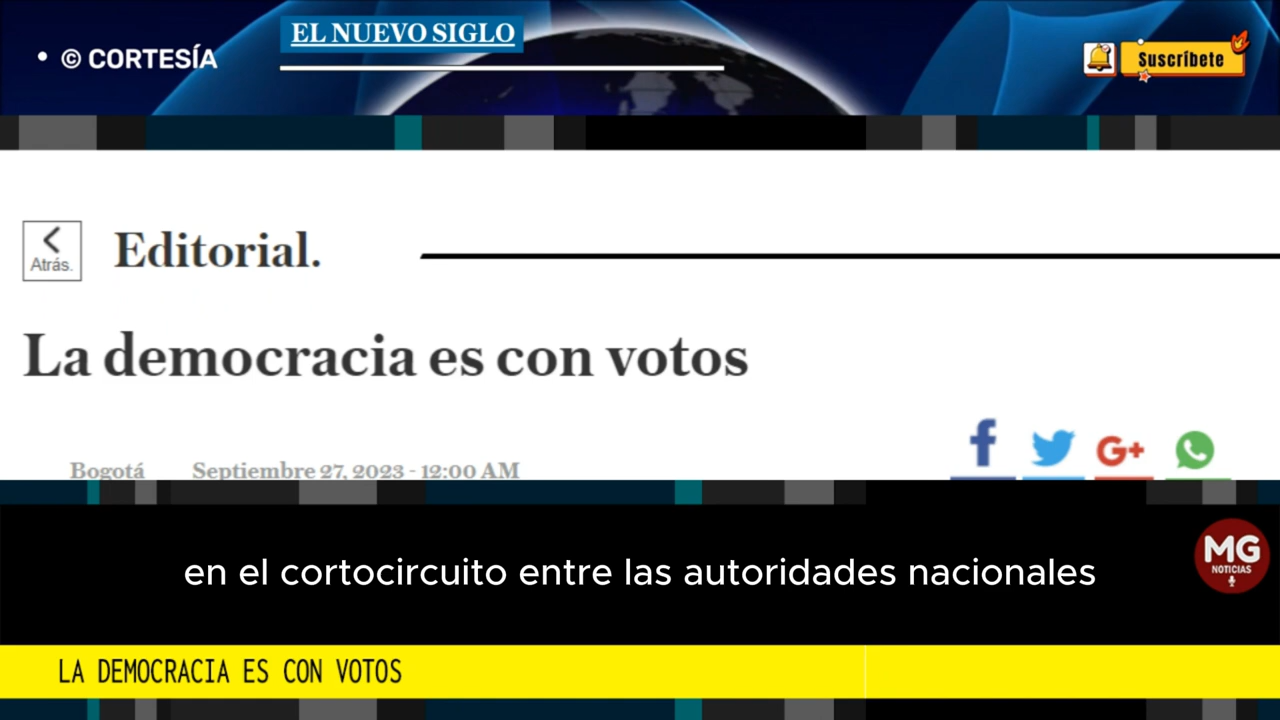 EL NUEVO SIGLO
• © CORTESÍA
Suscríbete
Atrás.
Editorial.
La democracia es con votos
Bogotá Septiembre 27, 2023 - 12:00 AM
f G+
en el cortocircuito entre las autoridades nacionales
MG
NOTICIAS
LA DEMOCRACIA ES CON VOTOS